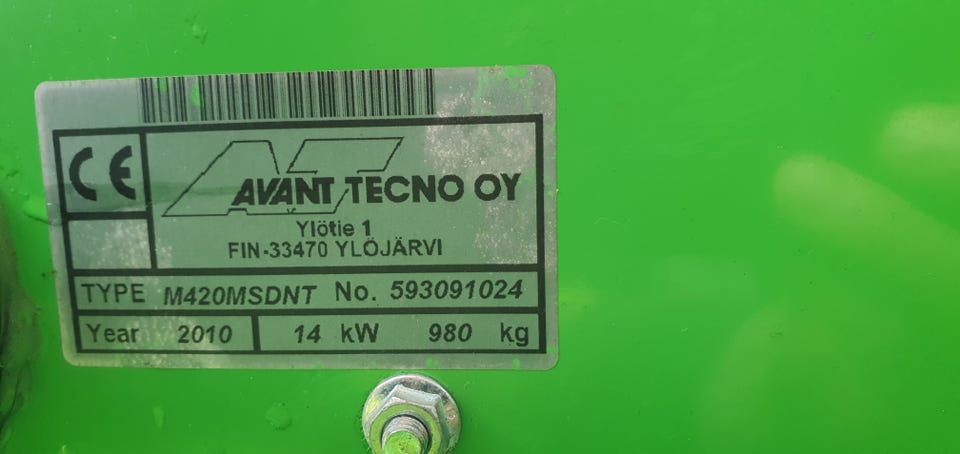 CE
AVANT TECNO OY
Ylötie 1
FIN-33470 YLÖJÄRVI
TYPE M420MSDNT No. 593091024
Year 2010 14 kW 980 kg